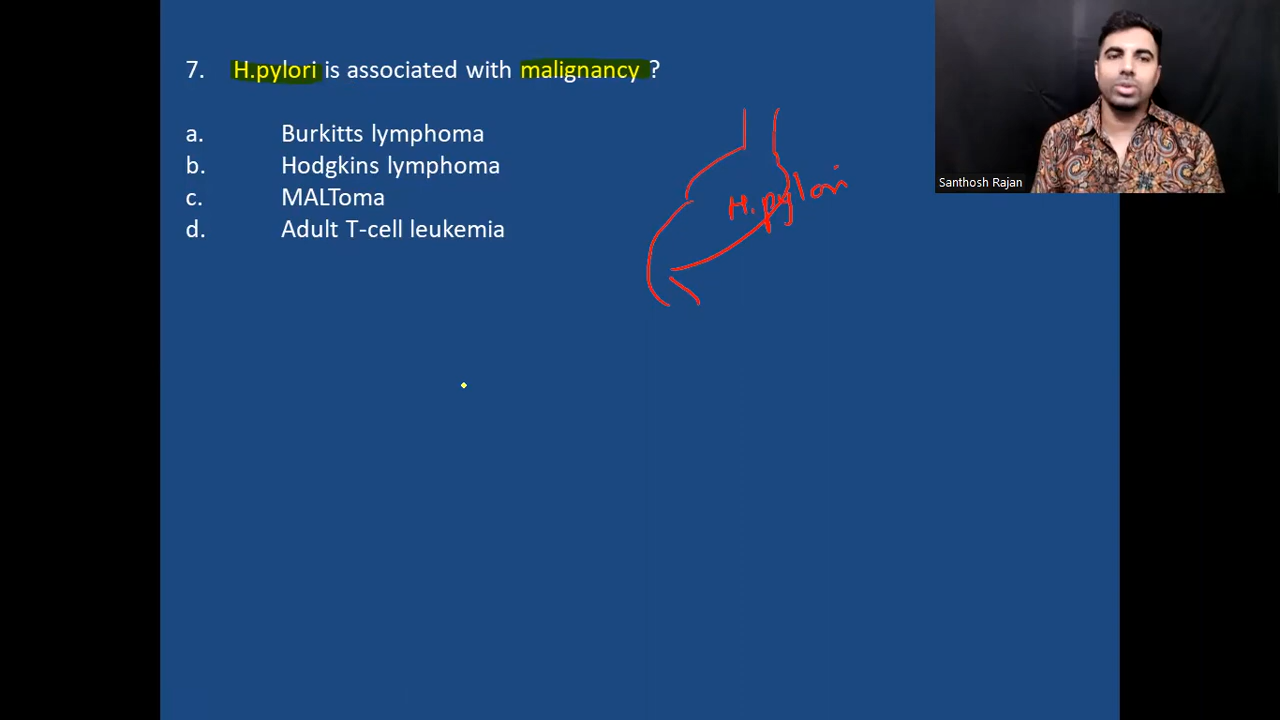 7. H.pylori is associated with malignancy ?
a. Burkitts lymphoma
b. Hodgkins lymphoma
c. MALToma
d. Adult T-cell leukemia
H. pylori
Santhosh Rajan